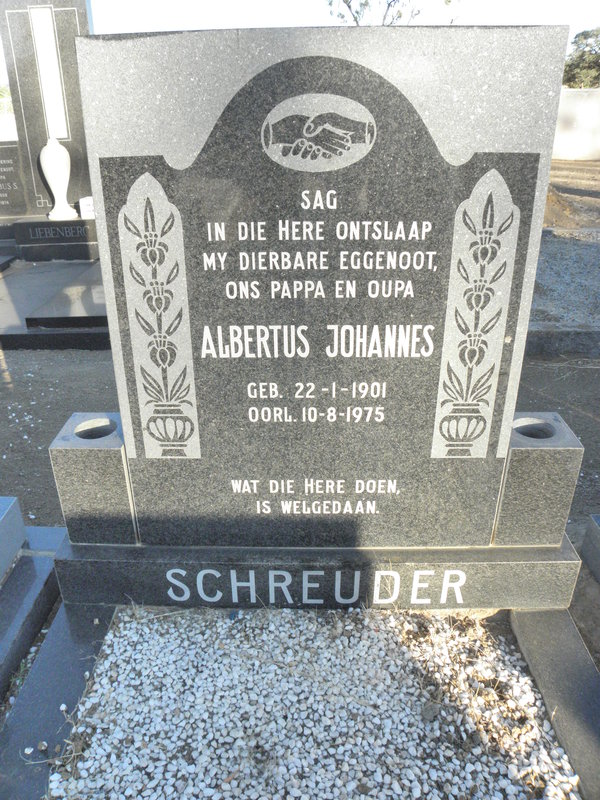 SAG
IN DIE HERE ONTSLAAP
MY DIERBARE EGGENOOT,
ONS PAPPA EN OUPA
ALBERTUS JOHANNES
GEB. 22-1-1901
OORL. 10-8-1975
WAT DIE HERE DOEN,
IS WELGEDAAN.
SCHREUDER
LIEBENBERG